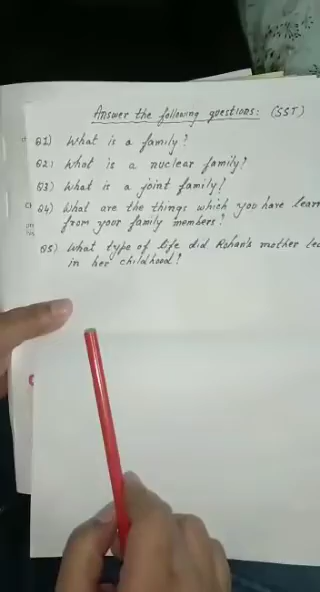 Answer the following questions: (SST)
Q1) What is a family?
Q2) What is a nuclear family?
Q3) What is a joint family?
Q4) What are the things which you have learn
from your family members?
Q5) What type of life did Rohan's mother lea
in her childhood?